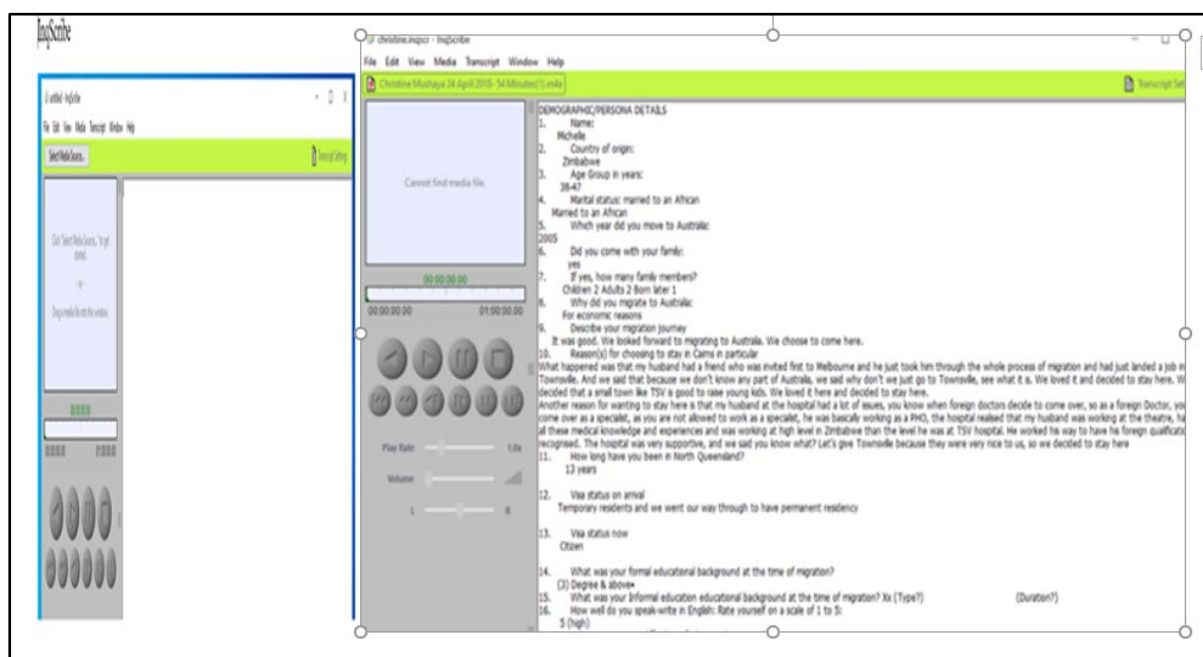 InqScribe
untitled - InqScribe
File Edit View Media Transcript Window Help
Select Media Source...
Transcript Settings
Click "Select Media Source..." to get
started.
- or -
Drag a media file into this window.
christine.inqscr - InqScribe
File Edit View Media Transcript Window Help
Christine Mushaya 24 April 2018- 54 Minutes(1).m4a
Transcript Set
Cannot find media file.
00:00:00.00
00:00:00.00 01:00:00.00
Play Rate 1.0x
Volume
L R
DEMOGRAPHIC/PERSONA DETAILS
1. Name:
Michelle
2. Country of origin:
Zimbabwe
3. Age Group in years:
38-47
4. Marital status: married to an African
Married to an African
5. Which year did you move to Australia:
2005
6. Did you come with your family:
yes
7. If yes, how many family members?
Children 2 Adults 2 Born later 1
8. Why did you migrate to Australia:
For economic reasons
9. Describe your migration journey
It was good. We looked forward to migrating to Australia. We choose to come here.
10. Reason(s) for choosing to stay in Cairns in particular
What happened was that my husband had a friend who was invited first to Melbourne and he just took him through the whole process of migration and had just landed a job in
Townsville. And we said that because we don't know any part of Australia, we said why don't we just go to Townsville, see what it is. We loved it and decided to stay here. W
decided that a small town like TSV is good to raise young kids. We loved it here and decided to stay here.
Another reason for wanting to stay here is that my husband at the hospital had a lot of issues, you know when foreign doctors decide to come over, so as a foreign Doctor, you
come over as a specialist, as you are not allowed to work as a specialist, he was basically working as a PHO, the hospital realised that my husband was working at the theatre, ha
all these medical knowledge and experiences and was working at high level in Zimbabwe than the level he was at TSV hospital. He worked his way to have his foreign qualificatio
recognised. The hospital was very supportive, and we said you know what? Let's give Townsville because they were very nice to us, so we decided to stay here
11. How long have you been in North Queensland?
13 years
12. Visa status on arrival
Temporary residents and we went our way through to have permanent residency
13. Visa status now
Citizen
14. What was your formal educational background at the time of migration?
(3) Degree & above•
15. What was your Informal education educational background at the time of migration? Xx (Type?) (Duration?)
16. How well do you speak-write in English: Rate yourself on a scale of 1 to 5:
5 (high)